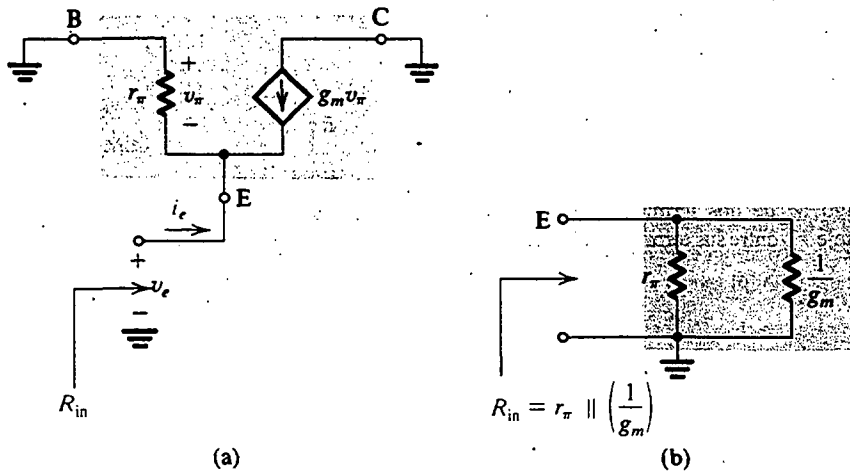 B
C
+
r_π
v_π
g_m v_π
−
E
i_e
+
v_e
−
R_in
(a)
E
r_π
1/g_m
R_in = r_π || (1/g_m)
(b)